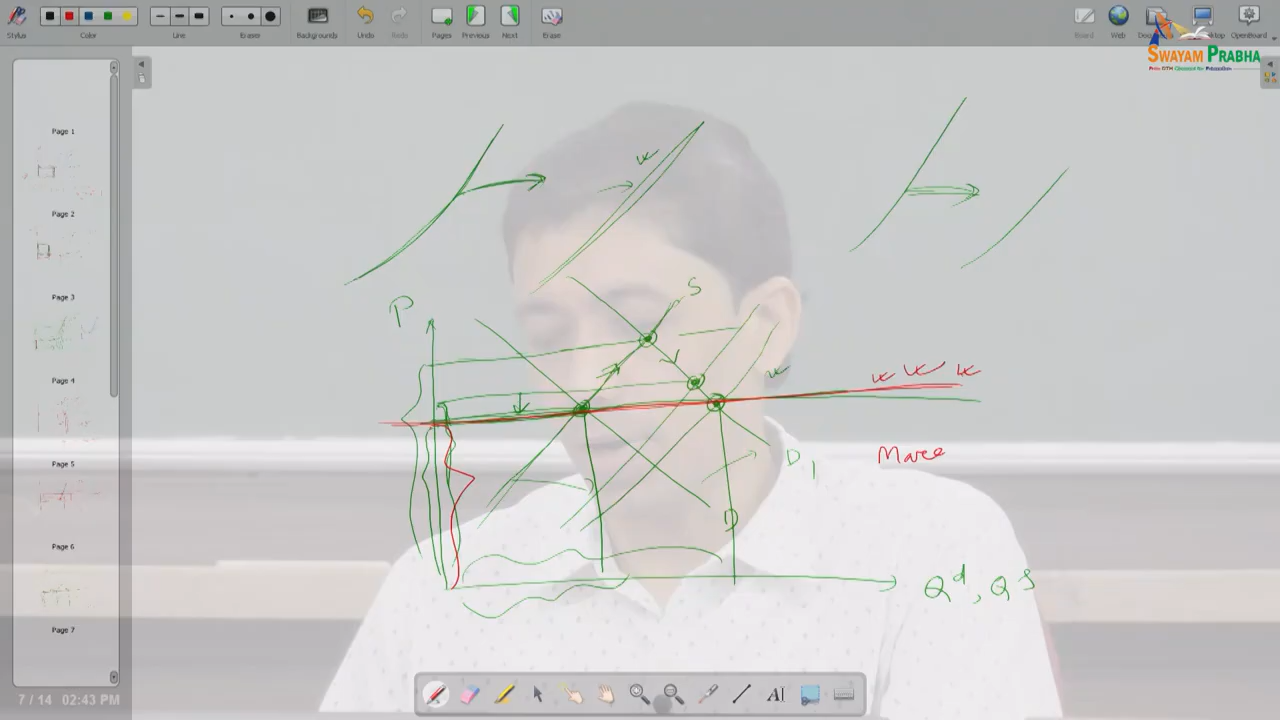 Stylus
Color
Line
Eraser
Backgrounds
Undo
Redo
Pages
Previous
Next
Erase
Board
Web
OpenBoard
SWAYAM PRABHA
Page 1
Page 2
Page 3
Page 4
Page 5
Page 6
Page 7
P
S
D1
D
Q^d, Q^s
7 / 14 02:43 PM